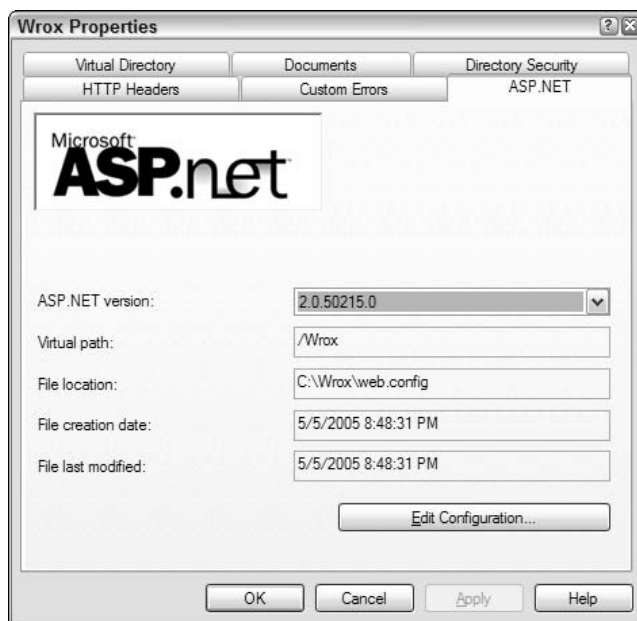 Wrox Properties
Virtual Directory Documents Directory Security
HTTP Headers Custom Errors ASP.NET
Microsoft
ASP.net
ASP.NET version: 2.0.50215.0
Virtual path: /Wrox
File location: C:\Wrox\web.config
File creation date: 5/5/2005 8:48:31 PM
File last modified: 5/5/2005 8:48:31 PM
Edit Configuration...
OK Cancel Apply Help